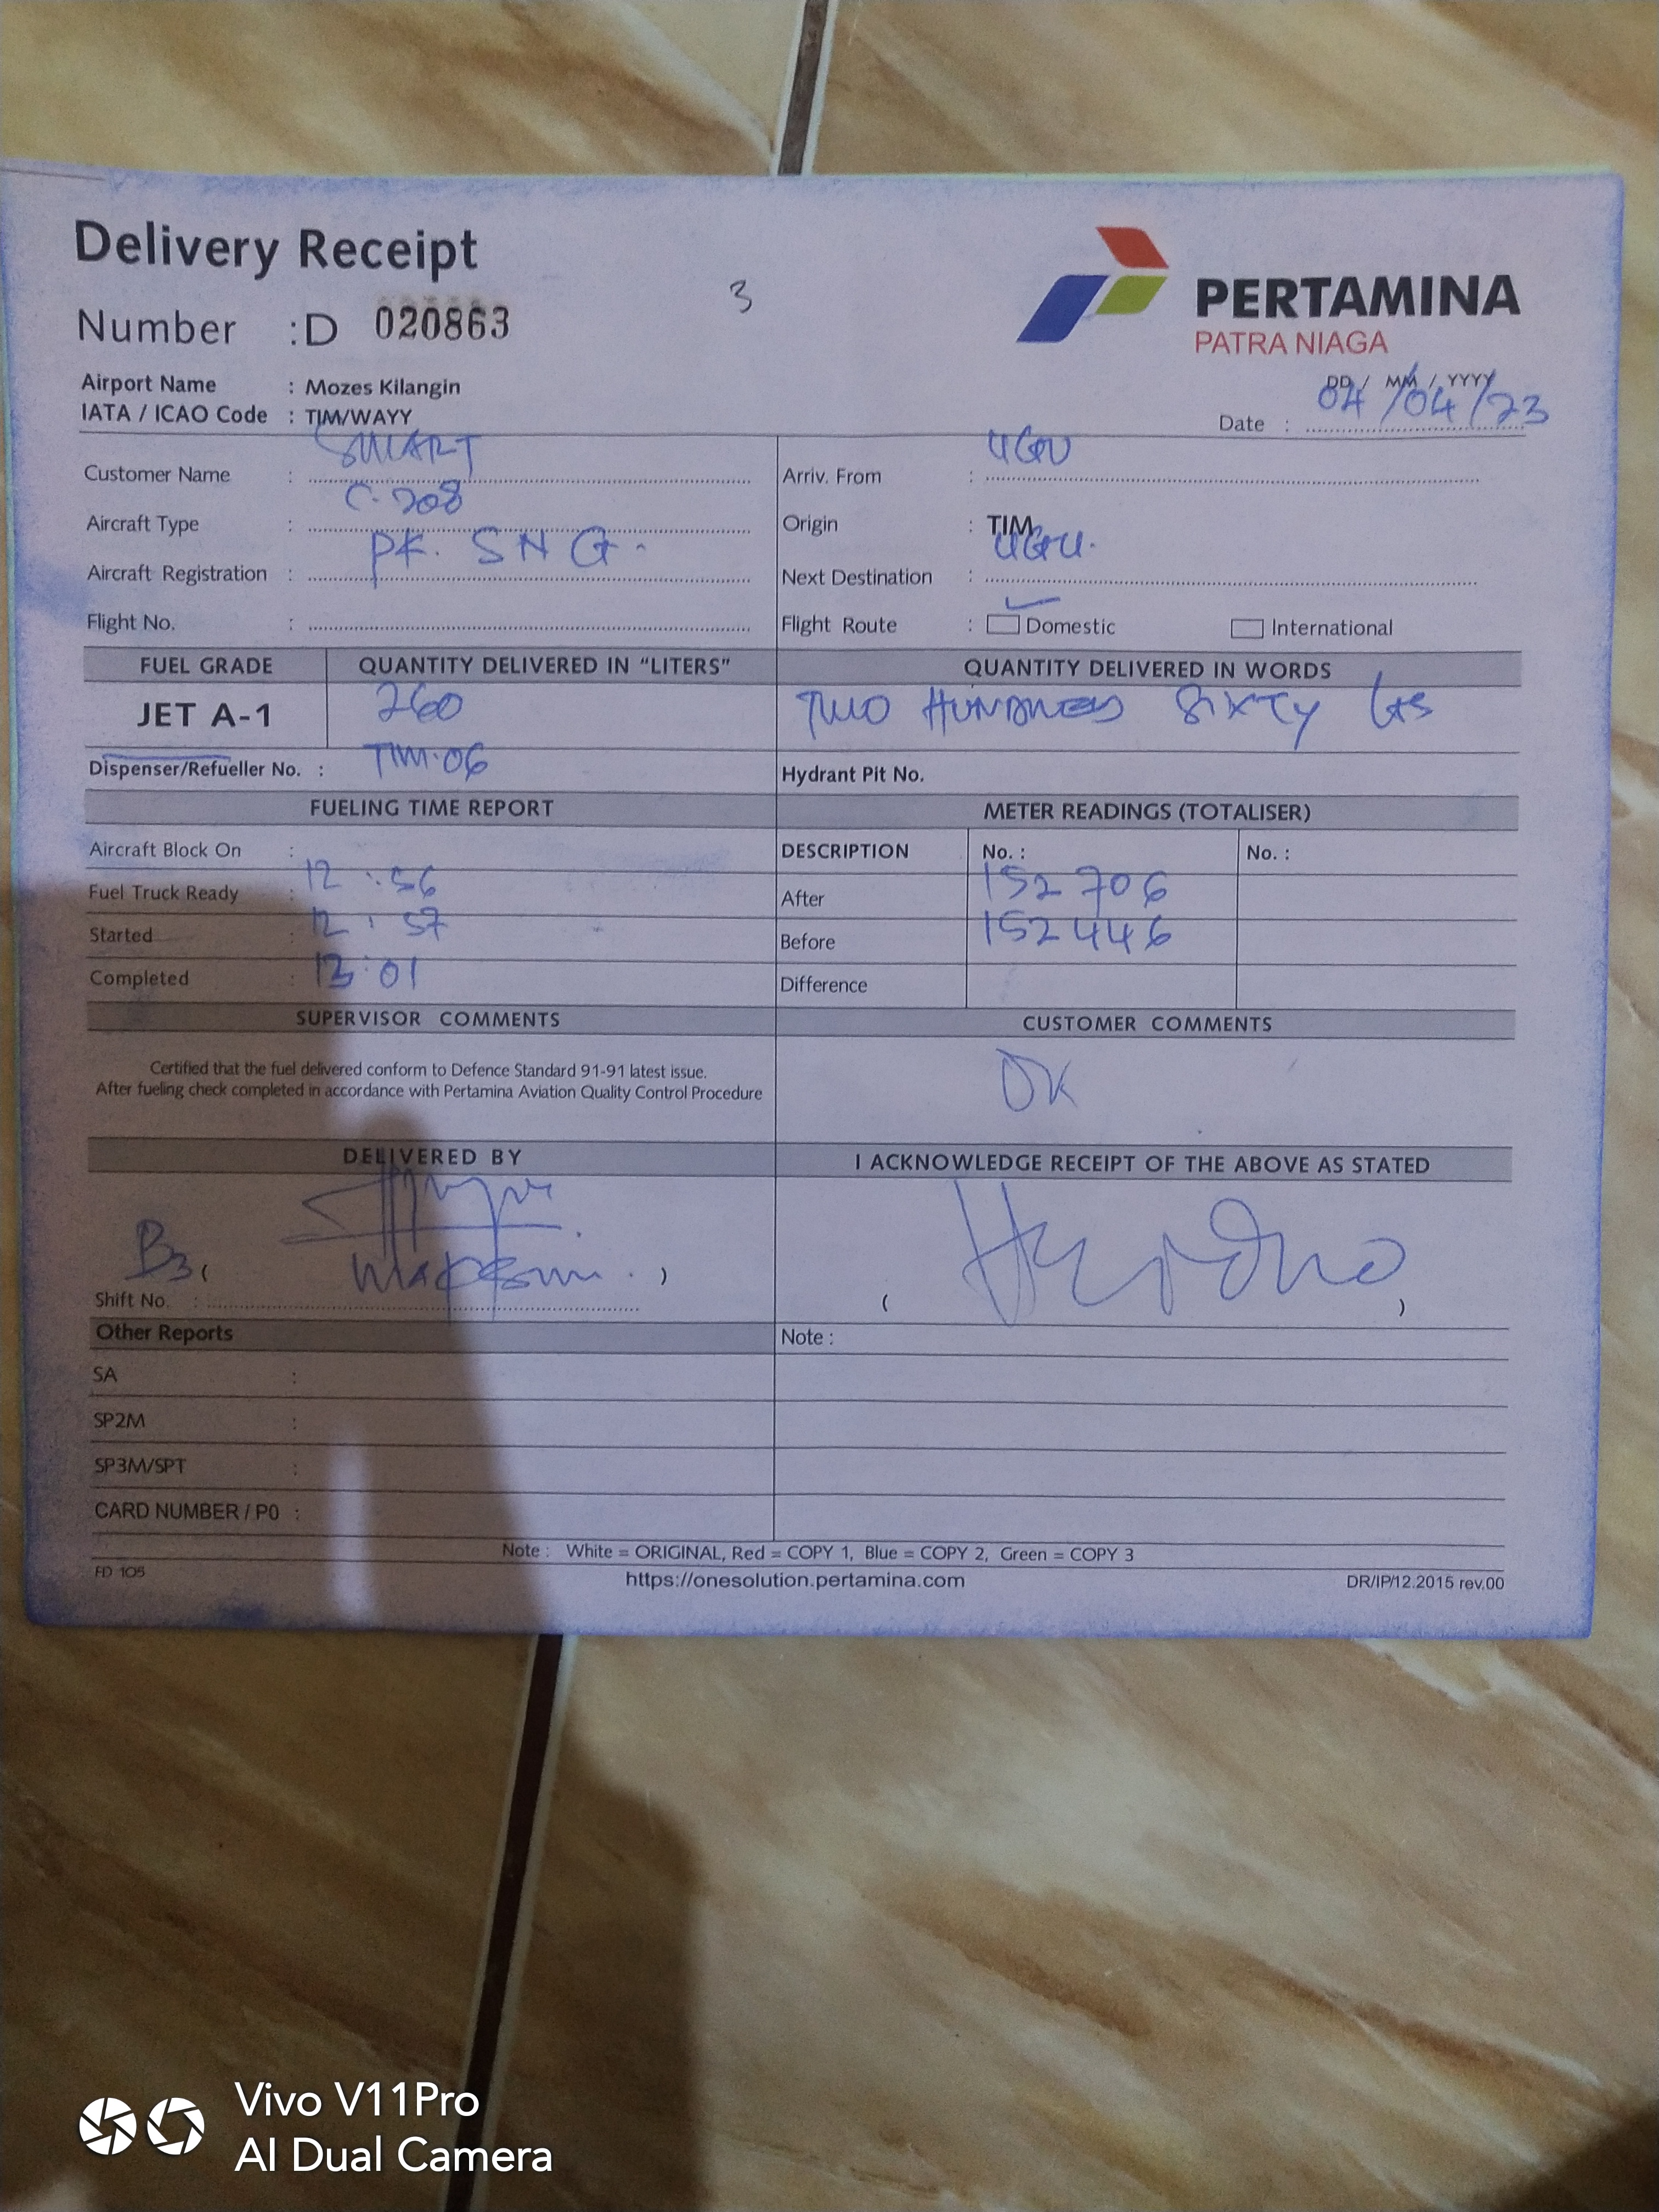 Delivery Receipt
3
PERTAMINA
PATRA NIAGA
Number : D 020863
Airport Name : Mozes Kilangin
IATA / ICAO Code : TIM/WAYY
DD / MM / YYYY
Date : 04/04/23
Customer Name : SMART
Arriv. From : UGU
Aircraft Type : C-208
Origin : TIM
Aircraft Registration : PK. SNG.
Next Destination : UGU.
Flight No. :
Flight Route : Domestic International
FUEL GRADE QUANTITY DELIVERED IN “LITERS” QUANTITY DELIVERED IN WORDS
JET A-1 260 TWO HUNDRED SIXTY
Dispenser/Refueller No. : TIM.06
Hydrant Pit No.
FUELING TIME REPORT METER READINGS (TOTALISER)
Aircraft Block On :
DESCRIPTION No. : No. :
Fuel Truck Ready : 12:56
After 152706
Started : 12:57
Before 152446
Completed : 13:01
Difference
SUPERVISOR COMMENTS CUSTOMER COMMENTS
Certified that the fuel delivered conform to Defence Standard 91-91 latest issue.
After fueling check completed in accordance with Pertamina Aviation Quality Control Procedure
OK
DELIVERED BY I ACKNOWLEDGE RECEIPT OF THE ABOVE AS STATED
B3 ( )
Shift No. :
( )
Other Reports Note :
SA :
SP2M :
SP3M/SPT :
CARD NUMBER / P0 :
Note : White = ORIGINAL, Red = COPY 1, Blue = COPY 2, Green = COPY 3
FD 105 https://onesolution.pertamina.com DR/IP/12.2015 rev.00
Vivo V11Pro
AI Dual Camera